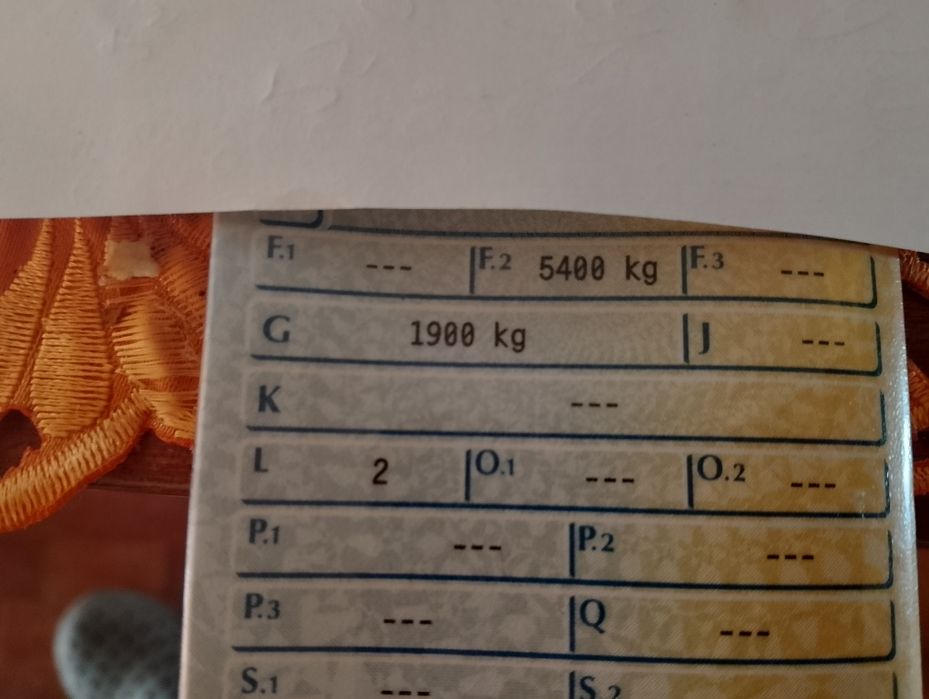 F.1 --- F.2 5400 kg F.3 ---
G 1900 kg J ---
K ---
L 2 O.1 --- O.2 ---
P.1 --- P.2 ---
P.3 --- Q ---
S.1 --- S.2